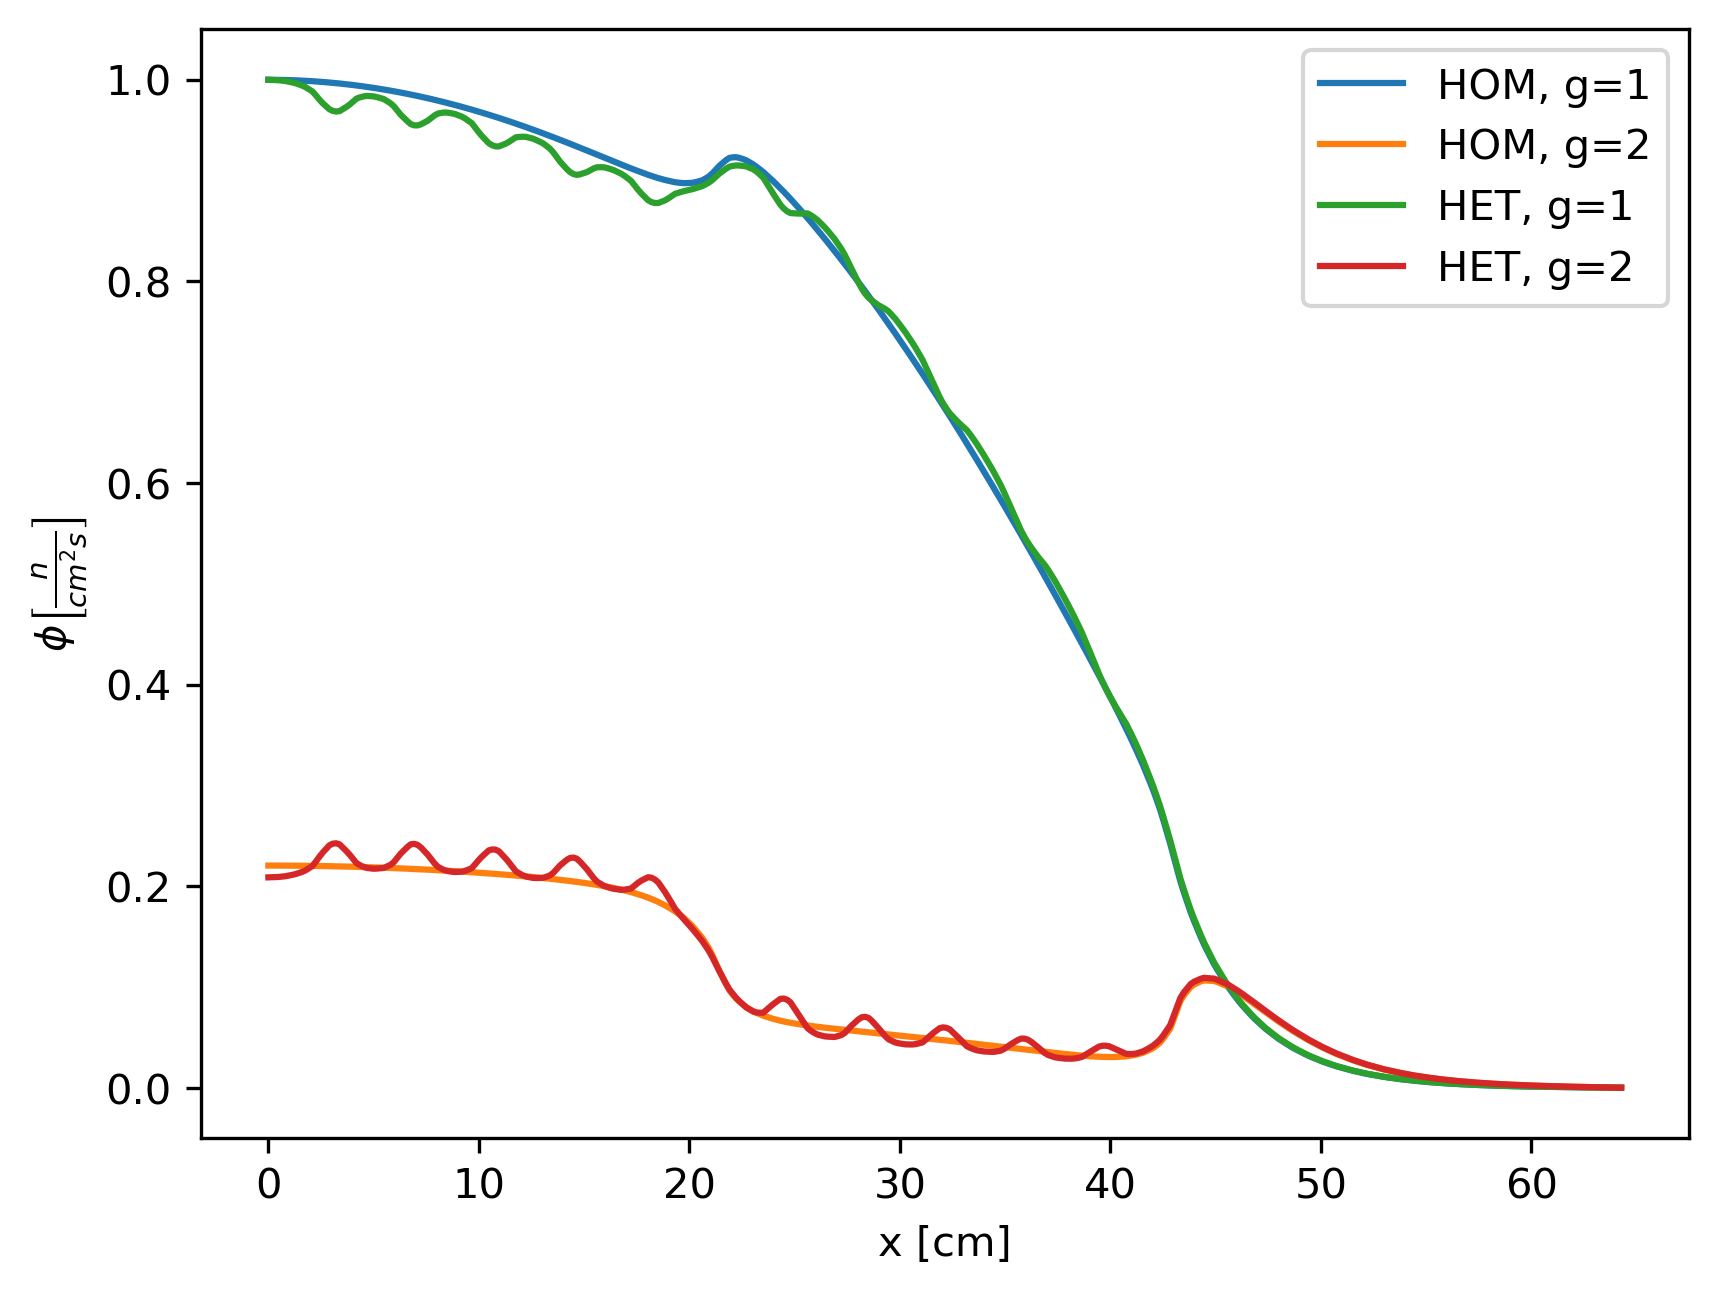 HOM, g=1
HOM, g=2
HET, g=1
HET, g=2
1.0
0.8
0.6
0.4
0.2
0.0
ϕ [n/cm²s]
0 10 20 30 40 50 60
x [cm]